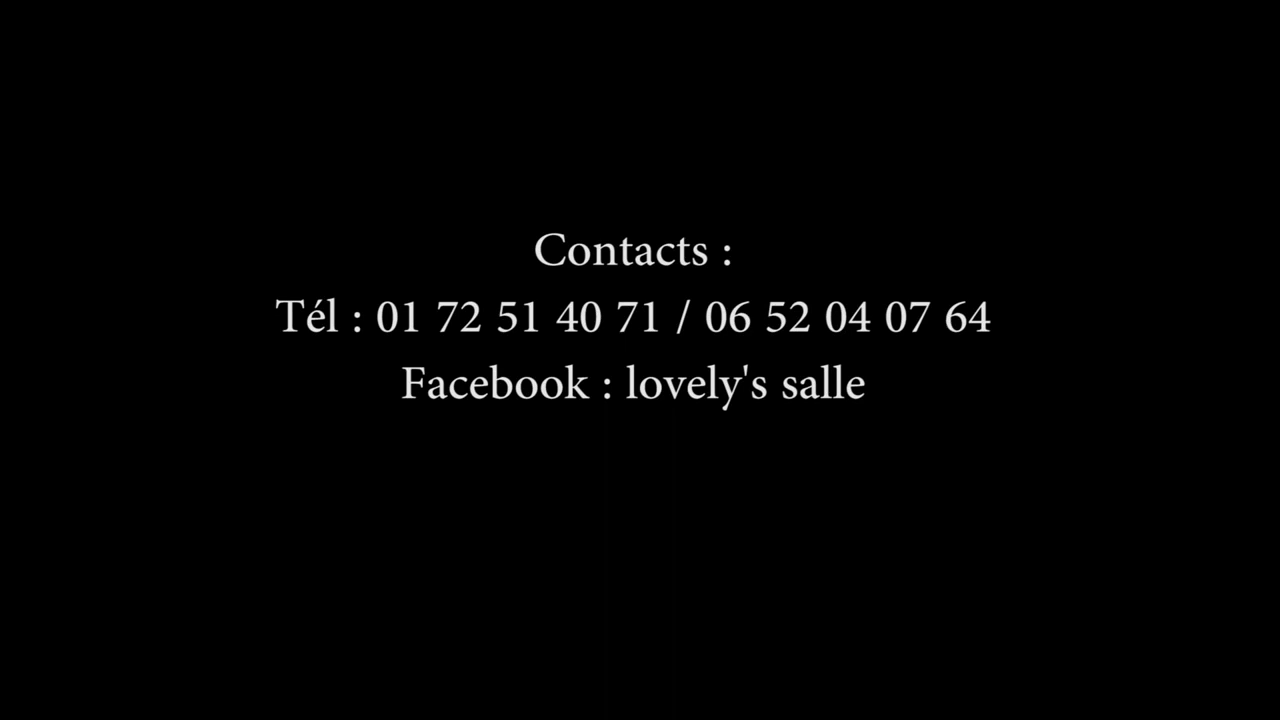 Contacts :
Tél : 01 72 51 40 71 / 06 52 04 07 64
Facebook : lovely's salle